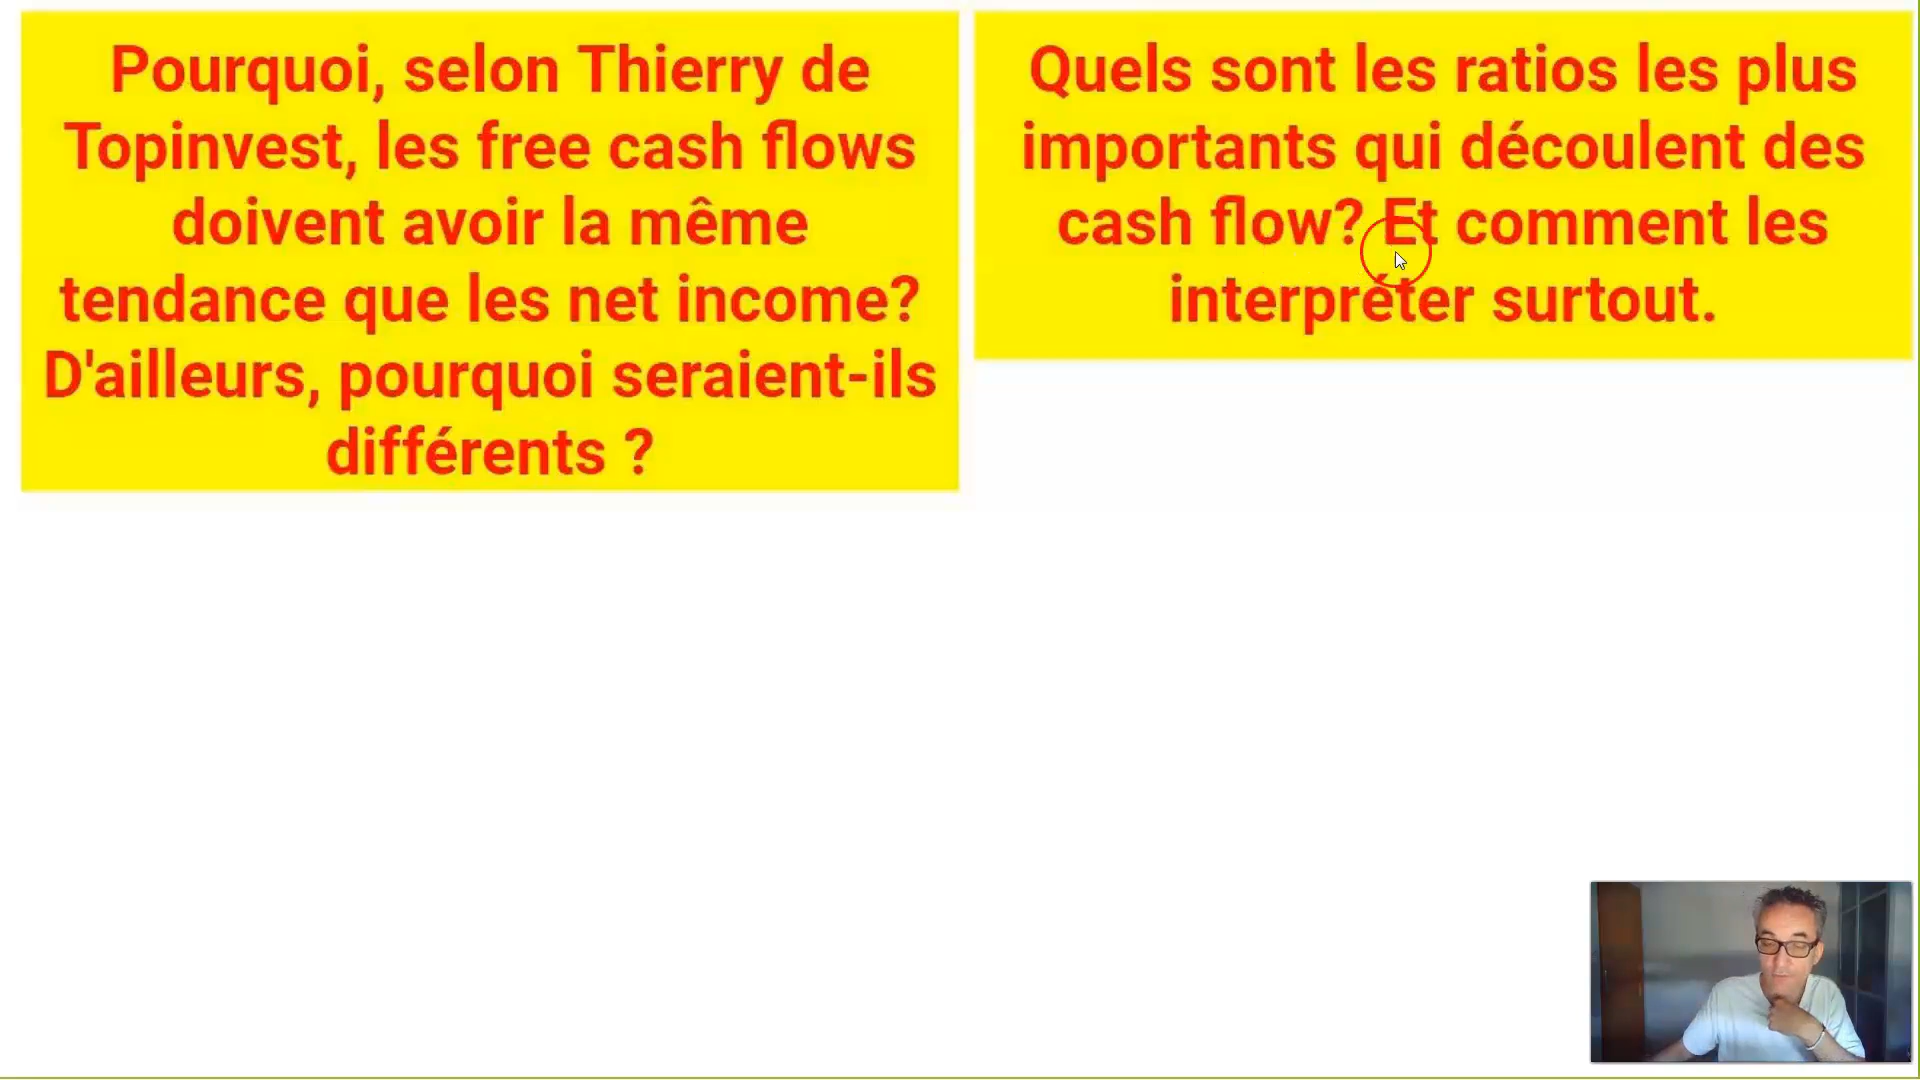 Pourquoi, selon Thierry de
Topinvest, les free cash flows
doivent avoir la même
tendance que les net income?
D'ailleurs, pourquoi seraient-ils
différents ?
Quels sont les ratios les plus
importants qui découlent des
cash flow? Et comment les
interpréter surtout.